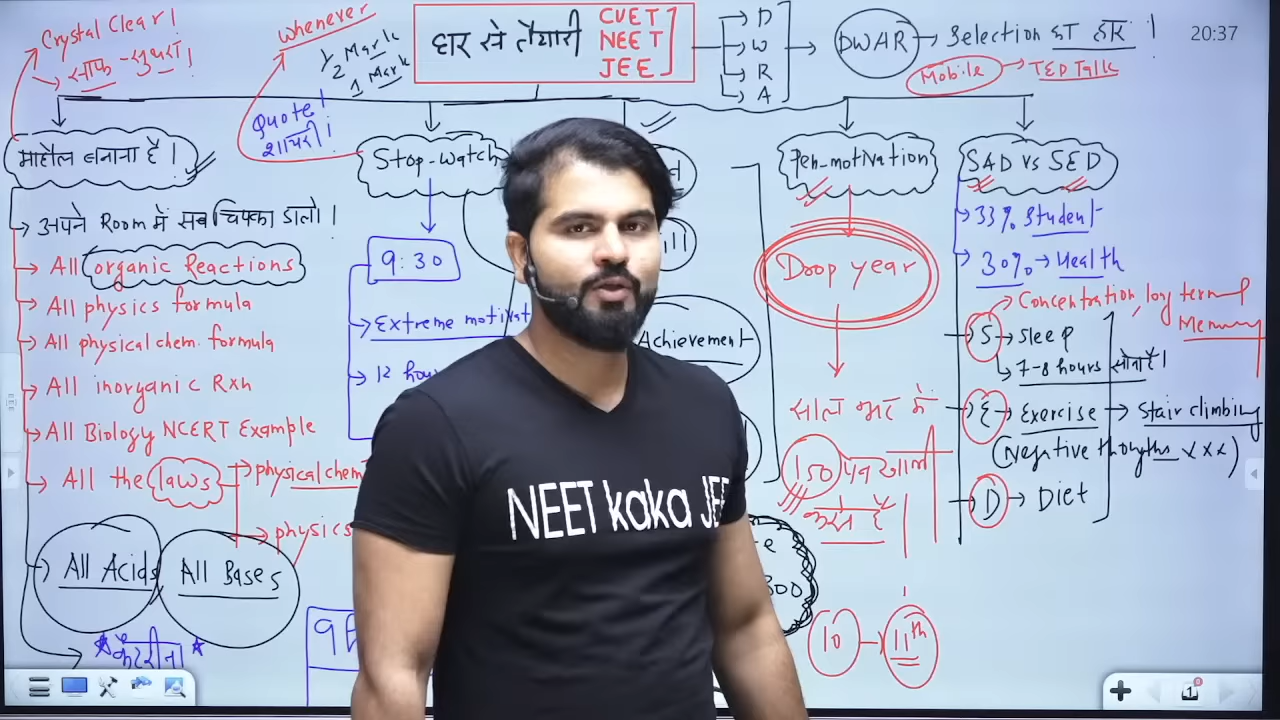 Crystal Clear!
साफ-सुथरा!
whenever
1/2 Mark
1 Mark
Quote!
शायरी!
घर से तैयारी
CUET
NEET
JEE
D
W
R
A
DWAR → Selection का द्वार!
Mobile → TED Talk
20:37
माहौल बनाना है।
Stop-watch
Pen-motivation
SAD vs SED
अपने Room में सब चिपका डालो।
All organic Reactions
All physics formula
All physical chem. formula
All inorganic Rxn
All Biology NCERT Example
All the laws
physical chem
physics
All Acids
All Bases
कैटरीना
9:30
Extreme motivat
12 hou
Achievement
Drop year
साल भर में
150 पेन खाली
करना है
10 → 11th
33% Student
30% → Health
Concentration, long term
Memory
S → Sleep
7-8 hours सोना है।
E → Exercise → Stair climbing
(Negative thoughts xxx)
D → Diet
NEET kaka JEE